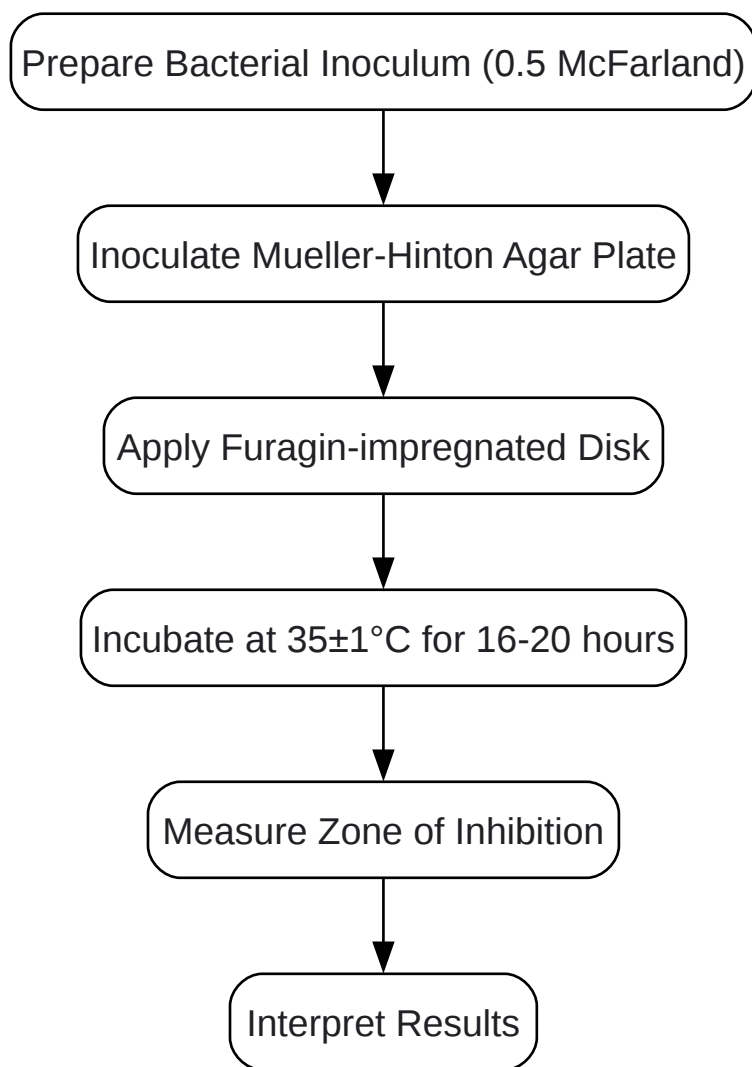 Prepare Bacterial Inoculum (0.5 McFarland)
Inoculate Mueller-Hinton Agar Plate
Apply Furagin-impregnated Disk
Incubate at 35±1°C for 16-20 hours
Measure Zone of Inhibition
Interpret Results